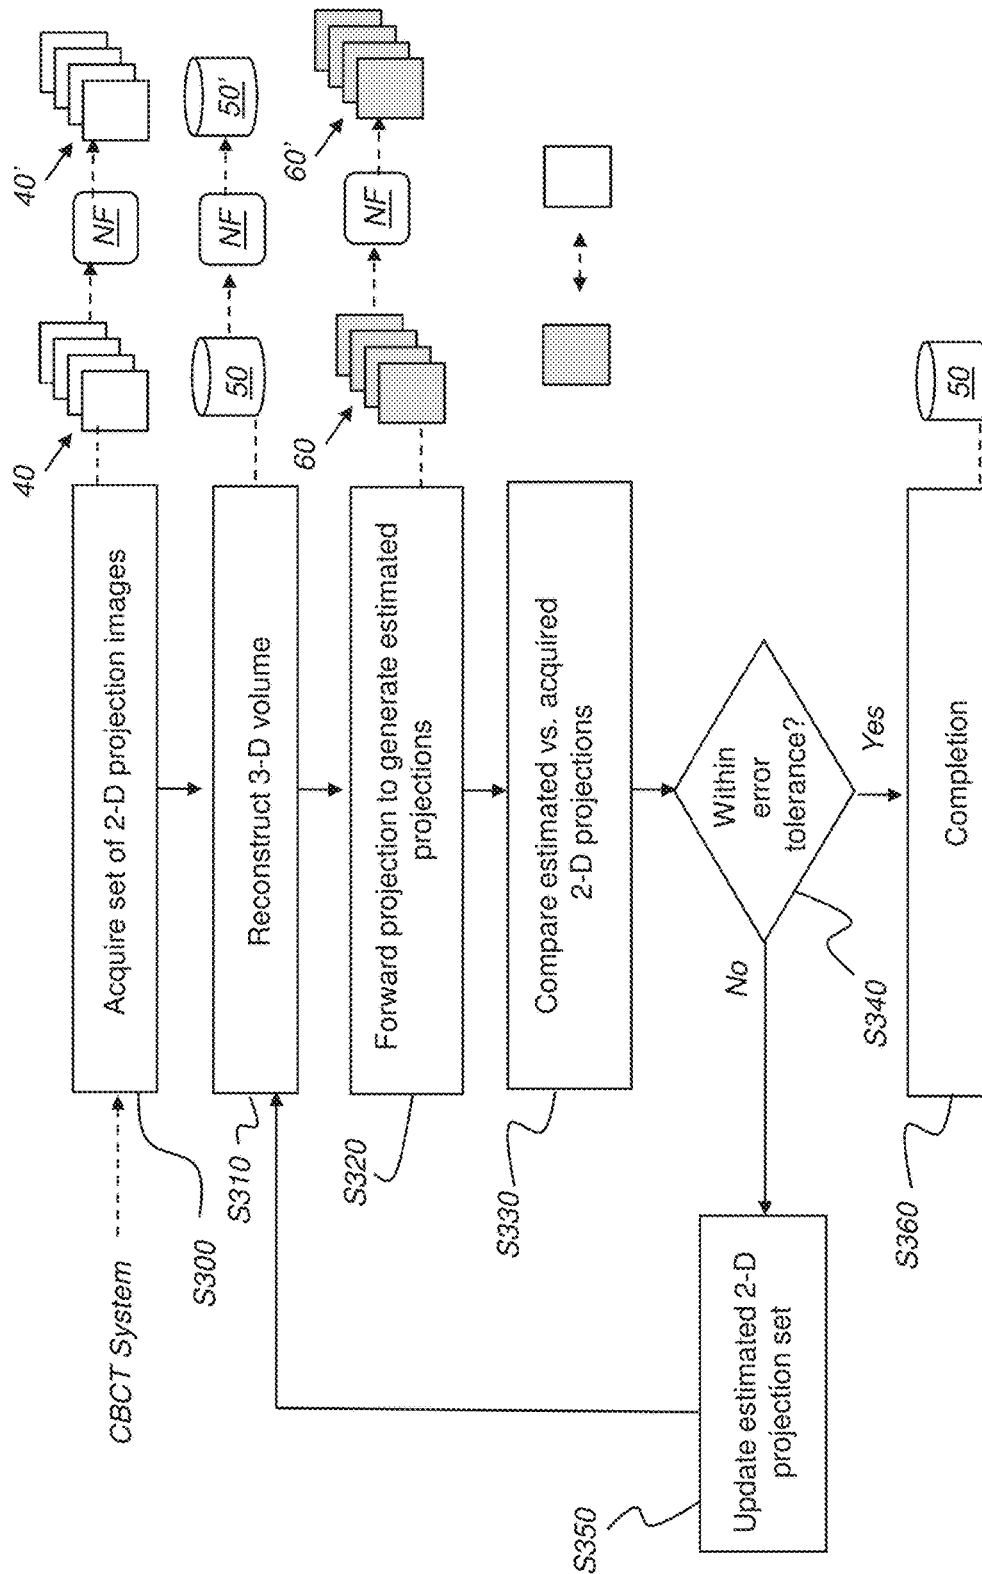 CBCT System
S300
Acquire set of 2-D projection images
40
NF
40'
S310
Reconstruct 3-D volume
50
NF
50'
S320
Forward projection to generate estimated
projections
60
NF
60'
S330
Compare estimated vs. acquired
2-D projections
Within
error
tolerance?
S340
No
Yes
S350
Update estimated 2-D
projection set
S360
Completion
50